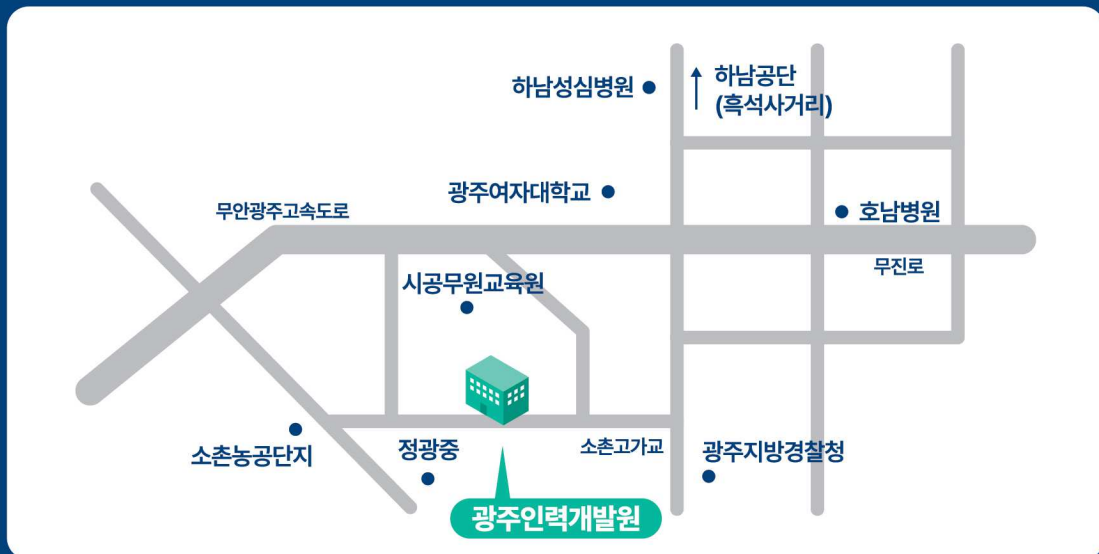 하남성심병원
하남공단
(흑석사거리)
광주여자대학교
무안광주고속도로
호남병원
무진로
시공무원교육원
소촌농공단지
정광중
소촌고가교
광주지방경찰청
광주인력개발원